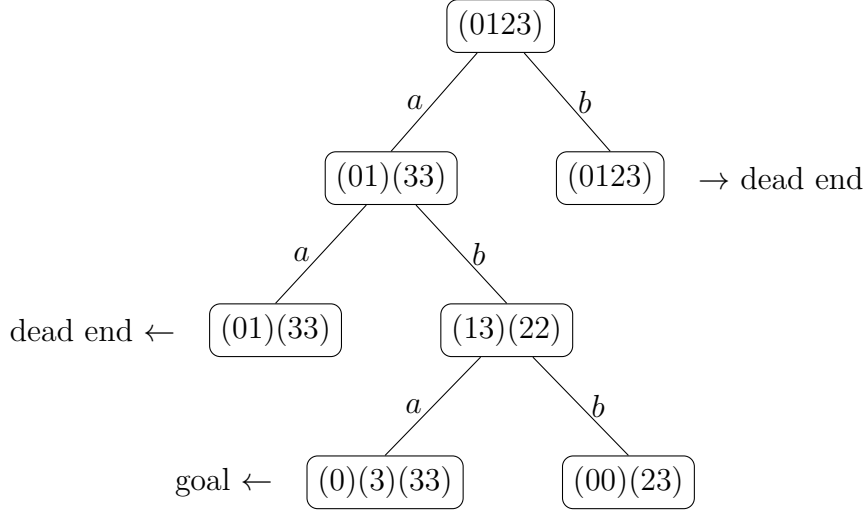 (0123)
a
b
(01)(33)
(0123)
→ dead end
a
b
dead end ←
(01)(33)
(13)(22)
a
b
goal ←
(0)(3)(33)
(00)(23)